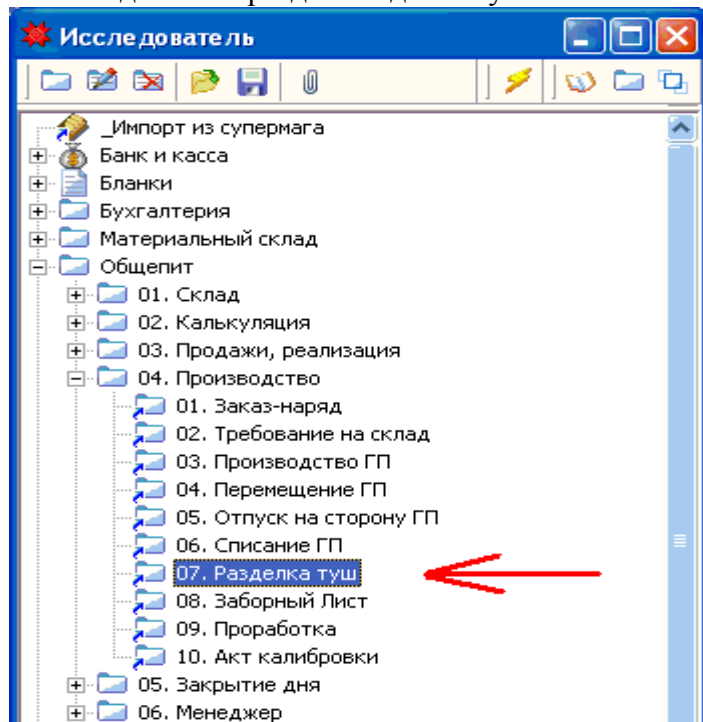 Исследователь
_Импорт из супермага
Банк и касса
Бланки
Бухгалтерия
Материальный склад
Общепит
01. Склад
02. Калькуляция
03. Продажи, реализация
04. Производство
01. Заказ-наряд
02. Требование на склад
03. Производство ГП
04. Перемещение ГП
05. Отпуск на сторону ГП
06. Списание ГП
07. Разделка туш
08. Заборный Лист
09. Проработка
10. Акт калибровки
05. Закрытие дня
06. Менеджер